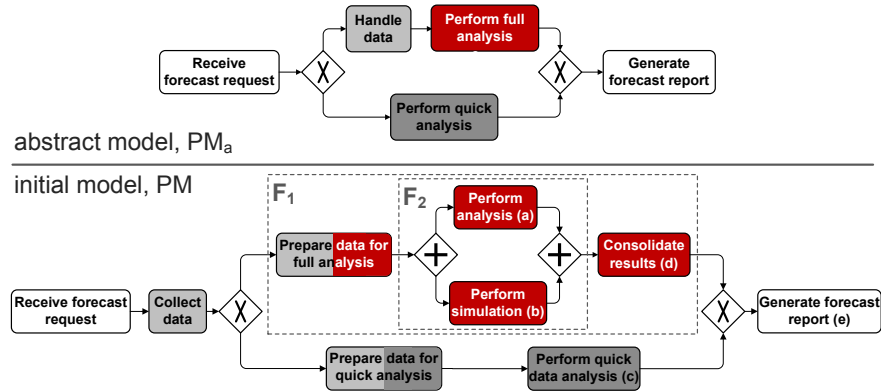 Handle
data
Perform full
analysis
Receive
forecast request
X
X
Generate
forecast report
Perform quick
analysis
abstract model, PMa
initial model, PM
F1
F2
Perform
analysis (a)
Prepare data for
full analysis
+
+
Consolidate
results (d)
Perform
simulation (b)
Receive forecast
request
Collect
data
X
X
Generate forecast
report (e)
Prepare data for
quick analysis
Perform quick
data analysis (c)